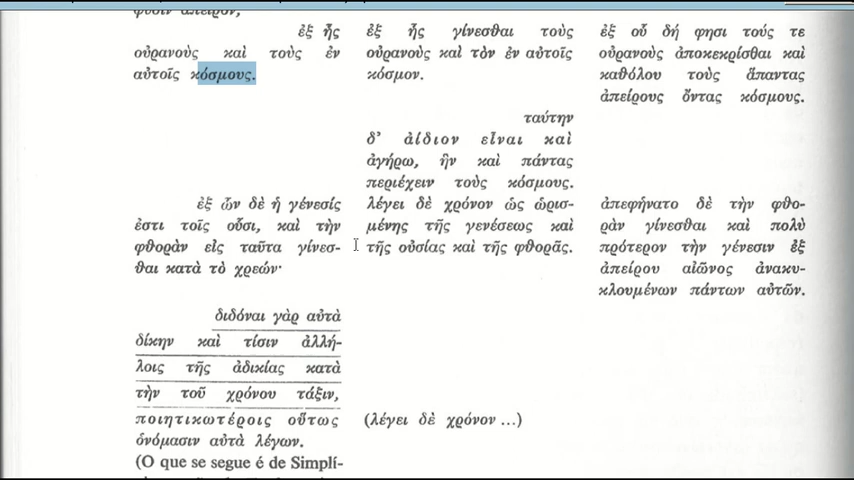 φύσιν ἄπειρον,
ἐξ ἧς
οὐρανοὺς καὶ τοὺς ἐν
αὐτοῖς κόσμους.
ἐξ ὧν δὲ ἡ γένεσίς
ἐστι τοῖς οὖσι, καὶ τὴν
φθορὰν εἰς ταῦτα γίνεσ-
θαι κατὰ τὸ χρεών·
διδόναι γὰρ αὐτὰ
δίκην καὶ τίσιν ἀλλή-
λοις τῆς ἀδικίας κατὰ
τὴν τοῦ χρόνου τάξιν,
ποιητικωτέροις οὕτως
ὀνόμασιν αὐτὰ λέγων.
(O que se segue é de Simplí-
ἐξ ἧς γίνεσθαι τοὺς
οὐρανοὺς καὶ τὸν ἐν αὐτοῖς
κόσμον.
ταύτην
δ' ἀίδιον εἶναι καὶ
ἀγήρω, ἣν καὶ πάντας
περιέχειν τοὺς κόσμους.
λέγει δὲ χρόνον ὡς ὡρισ-
μένης τῆς γενέσεως καὶ
τῆς οὐσίας καὶ τῆς φθορᾶς.
(λέγει δὲ χρόνον ...)
ἐξ οὗ δή φησι τούς τε
οὐρανοὺς ἀποκεκρίσθαι καὶ
καθόλου τοὺς ἅπαντας
ἀπείρους ὄντας κόσμους.
ἀπεφήνατο δὲ τὴν φθο-
ρὰν γίνεσθαι καὶ πολὺ
πρότερον τὴν γένεσιν ἐξ
ἀπείρου αἰῶνος ἀνακυ-
κλουμένων πάντων αὐτῶν.